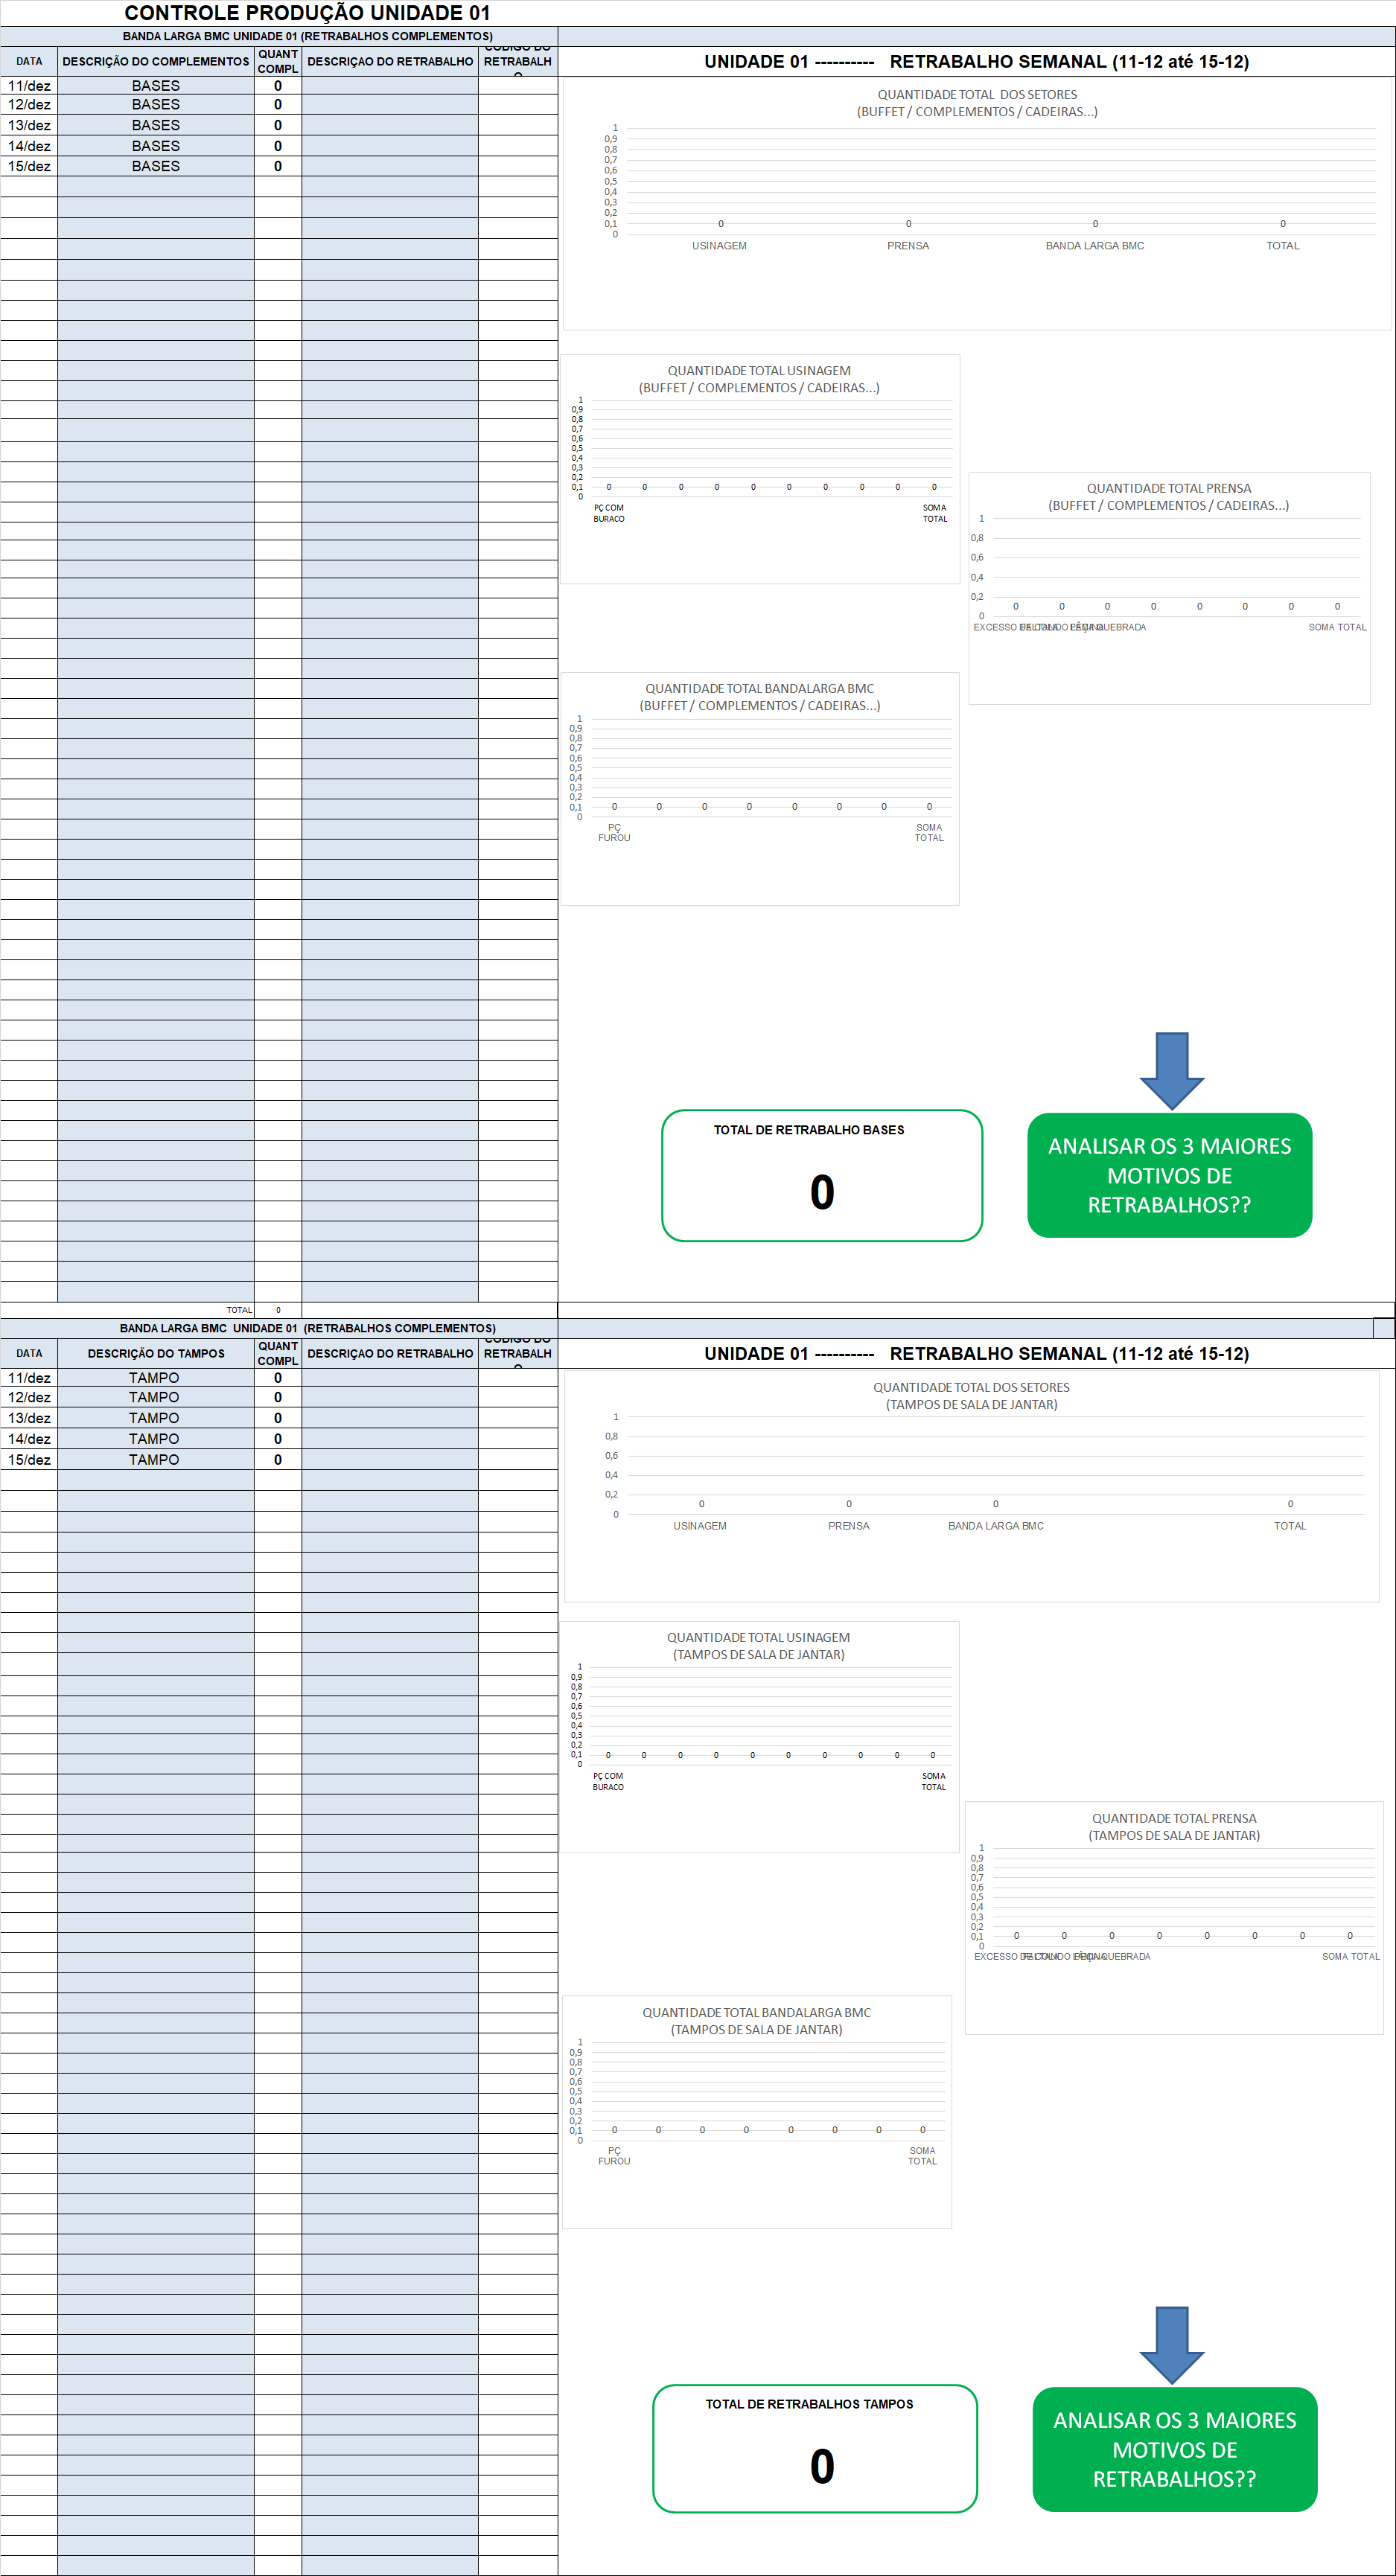 CONTROLE PRODUÇÃO UNIDADE 01
BANDA LARGA BMC UNIDADE 01 (RETRABALHOS COMPLEMENTOS)
DATA DESCRIÇÃO DO COMPLEMENTOS QUANT COMPL DESCRIÇAO DO RETRABALHO CODIGO DO RETRABALHO
UNIDADE 01 ---------- RETRABALHO SEMANAL (11-12 até 15-12)
11/dez BASES 0
12/dez BASES 0
13/dez BASES 0
14/dez BASES 0
15/dez BASES 0
QUANTIDADE TOTAL DOS SETORES
(BUFFET / COMPLEMENTOS / CADEIRAS...)
1
0,9
0,8
0,7
0,6
0,5
0,4
0,3
0,2
0,1
0
0 0 0 0
USINAGEM PRENSA BANDA LARGA BMC TOTAL
QUANTIDADE TOTAL USINAGEM
(BUFFET / COMPLEMENTOS / CADEIRAS...)
1
0,9
0,8
0,7
0,6
0,5
0,4
0,3
0,2
0,1
0
0 0 0 0 0 0 0 0 0 0
PÇ COM SOMA
BURACO TOTAL
QUANTIDADE TOTAL PRENSA
(BUFFET / COMPLEMENTOS / CADEIRAS...)
1
0,8
0,6
0,4
0,2
0
0 0 0 0 0 0 0 0
EXCESSO QUEBRADA SOMA TOTAL
QUANTIDADE TOTAL BANDALARGA BMC
(BUFFET / COMPLEMENTOS / CADEIRAS...)
1
0,9
0,8
0,7
0,6
0,5
0,4
0,3
0,2
0,1
0
0 0 0 0 0 0 0 0
PÇ SOMA
FUROU TOTAL
TOTAL DE RETRABALHO BASES
0
ANALISAR OS 3 MAIORES
MOTIVOS DE
RETRABALHOS??
TOTAL 0
BANDA LARGA BMC UNIDADE 01 (RETRABALHOS COMPLEMENTOS)
DATA DESCRIÇÃO DO TAMPOS QUANT COMPL DESCRIÇAO DO RETRABALHO CODIGO DO RETRABALHO
UNIDADE 01 ---------- RETRABALHO SEMANAL (11-12 até 15-12)
11/dez TAMPO 0
12/dez TAMPO 0
13/dez TAMPO 0
14/dez TAMPO 0
15/dez TAMPO 0
QUANTIDADE TOTAL DOS SETORES
(TAMPOS DE SALA DE JANTAR)
1
0,8
0,6
0,4
0,2
0
0 0 0 0
USINAGEM PRENSA BANDA LARGA BMC TOTAL
QUANTIDADE TOTAL USINAGEM
(TAMPOS DE SALA DE JANTAR)
1
0,9
0,8
0,7
0,6
0,5
0,4
0,3
0,2
0,1
0
0 0 0 0 0 0 0 0 0 0
PÇ COM SOMA
BURACO TOTAL
QUANTIDADE TOTAL PRENSA
(TAMPOS DE SALA DE JANTAR)
1
0,9
0,8
0,7
0,6
0,5
0,4
0,3
0,2
0,1
0
0 0 0 0 0 0 0 0
EXCESSO QUEBRADA SOMA TOTAL
QUANTIDADE TOTAL BANDALARGA BMC
(TAMPOS DE SALA DE JANTAR)
1
0,9
0,8
0,7
0,6
0,5
0,4
0,3
0,2
0,1
0
0 0 0 0 0 0 0 0
PÇ SOMA
FUROU TOTAL
TOTAL DE RETRABALHOS TAMPOS
0
ANALISAR OS 3 MAIORES
MOTIVOS DE
RETRABALHOS??